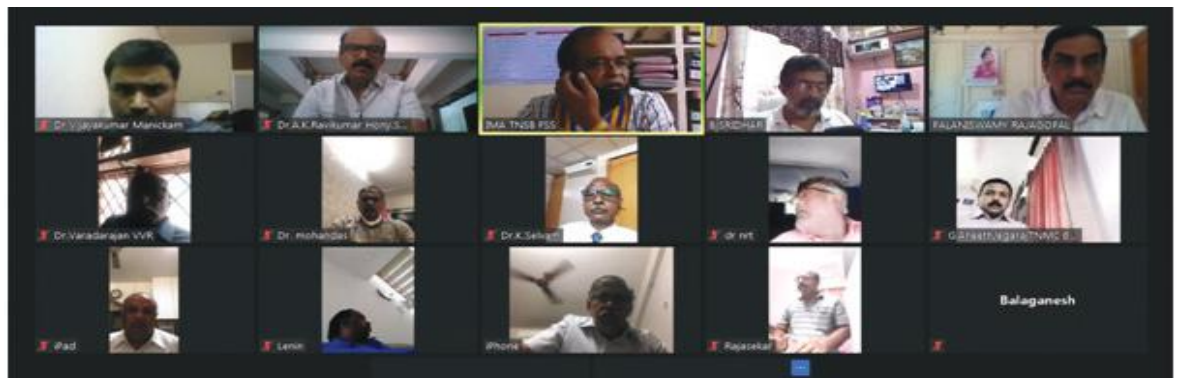 Dr.Vijayakumar Manickam
Dr.A.K.Ravikumar Hony.S...
IMA TNSB FSS
B.SRIDHAR
PALANISWAMY RAJAGOPAL
Dr.Varadarajan VVR
Dr. mohandas
Dr.K.Selvam
dr nrt
iPad
Lenin
iPhone
Rajasekar
Balaganesh